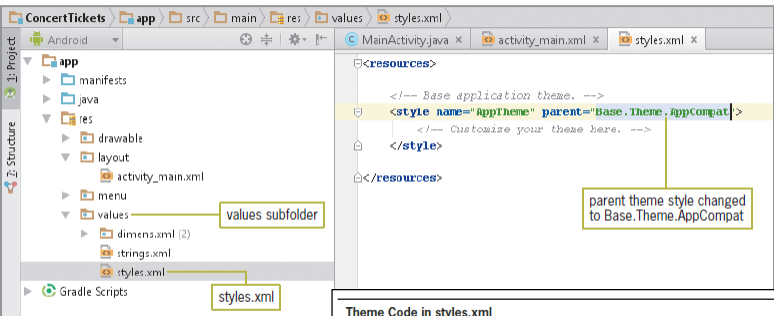 ConcertTickets app src main res values styles.xml
1: Project
7: Structure
Android
app
manifests
java
res
drawable
layout
activity_main.xml
menu
values
dimens.xml (2)
strings.xml
styles.xml
Gradle Scripts
values subfolder
styles.xml
MainActivity.java × activity_main.xml × styles.xml ×
<resources>
<!-- Base application theme. -->
<style name="AppTheme" parent="Base.Theme.AppCompat">
<!-- Customize your theme here. -->
</style>
</resources>
parent theme style changed
to Base.Theme.AppCompat
Theme Code in styles.xml